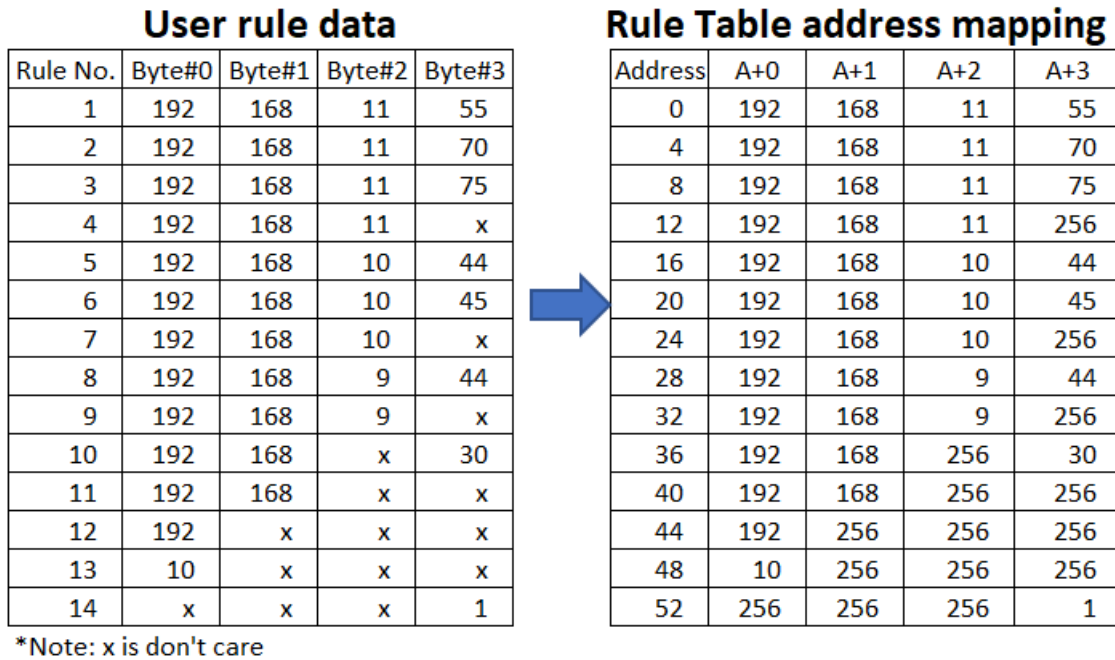 User rule data Rule Table address mapping
Rule No. Byte#0 Byte#1 Byte#2 Byte#3 Address A+0 A+1 A+2 A+3
1 192 168 11 55 0 192 168 11 55
2 192 168 11 70 4 192 168 11 70
3 192 168 11 75 8 192 168 11 75
4 192 168 11 x 12 192 168 11 256
5 192 168 10 44 16 192 168 10 44
6 192 168 10 45 20 192 168 10 45
7 192 168 10 x 24 192 168 10 256
8 192 168 9 44 28 192 168 9 44
9 192 168 9 x 32 192 168 9 256
10 192 168 x 30 36 192 168 256 30
11 192 168 x x 40 192 168 256 256
12 192 x x x 44 192 256 256 256
13 10 x x x 48 10 256 256 256
14 x x x 1 52 256 256 256 1
*Note: x is don't care